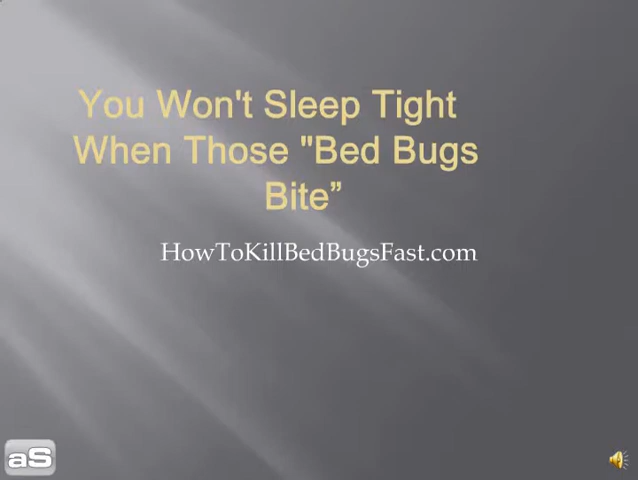 You Won't Sleep Tight
When Those "Bed Bugs
Bite”
HowToKillBedBugsFast.com
aS